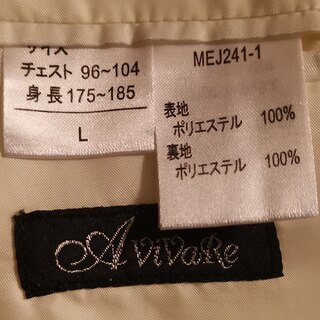 サイズ
チェスト 96~104
身長 175~185
L
MEJ241-1
表地
ポリエステル 100%
裏地
ポリエステル 100%
AViVaRe